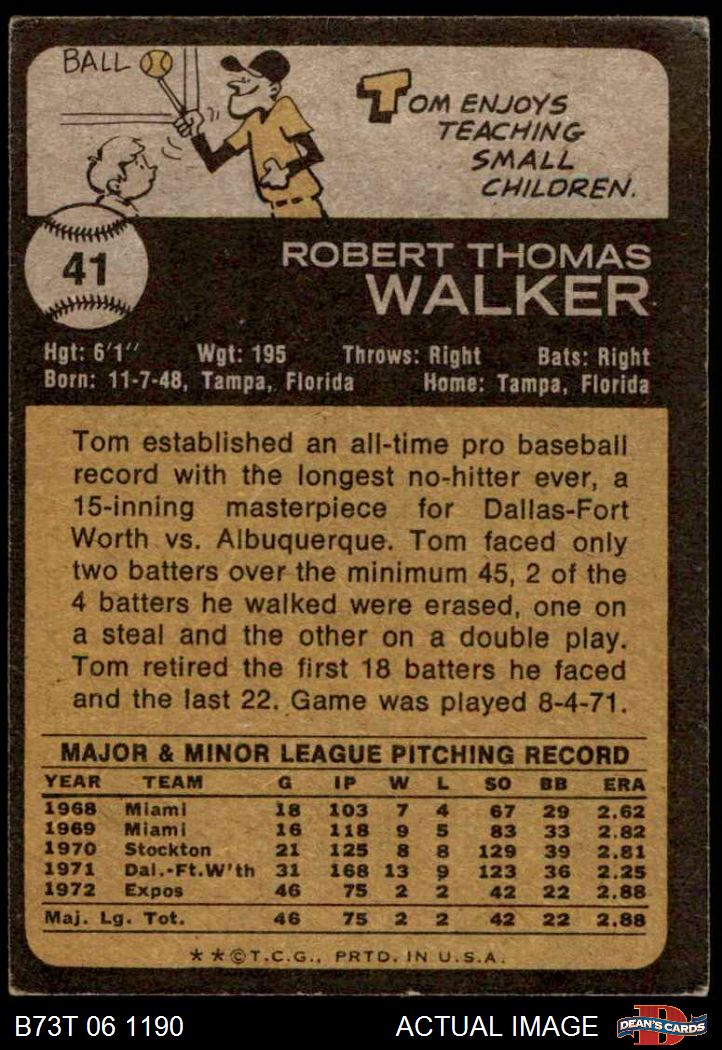 BALL
TOM ENJOYS
TEACHING
SMALL
CHILDREN.
41
ROBERT THOMAS
WALKER
Hgt: 6'1" Wgt: 195 Throws: Right Bats: Right
Born: 11-7-48, Tampa, Florida Home: Tampa, Florida
Tom established an all-time pro baseball
record with the longest no-hitter ever, a
15-inning masterpiece for Dallas-Fort
Worth vs. Albuquerque. Tom faced only
two batters over the minimum 45, 2 of the
4 batters he walked were erased, one on
a steal and the other on a double play.
Tom retired the first 18 batters he faced
and the last 22. Game was played 8-4-71.
MAJOR & MINOR LEAGUE PITCHING RECORD
YEAR TEAM G IP W L SO BB ERA
1968 Miami 18 103 7 4 67 29 2.62
1969 Miami 16 118 9 5 83 33 2.82
1970 Stockton 21 125 8 8 129 39 2.81
1971 Dal.-Ft.W'th 31 168 13 9 123 36 2.25
1972 Expos 46 75 2 2 42 22 2.88
Maj. Lg. Tot. 46 75 2 2 42 22 2.88
* * © T.C.G., PRTD. IN U.S.A.
B73T 06 1190 ACTUAL IMAGE D DEAN'S CARDS